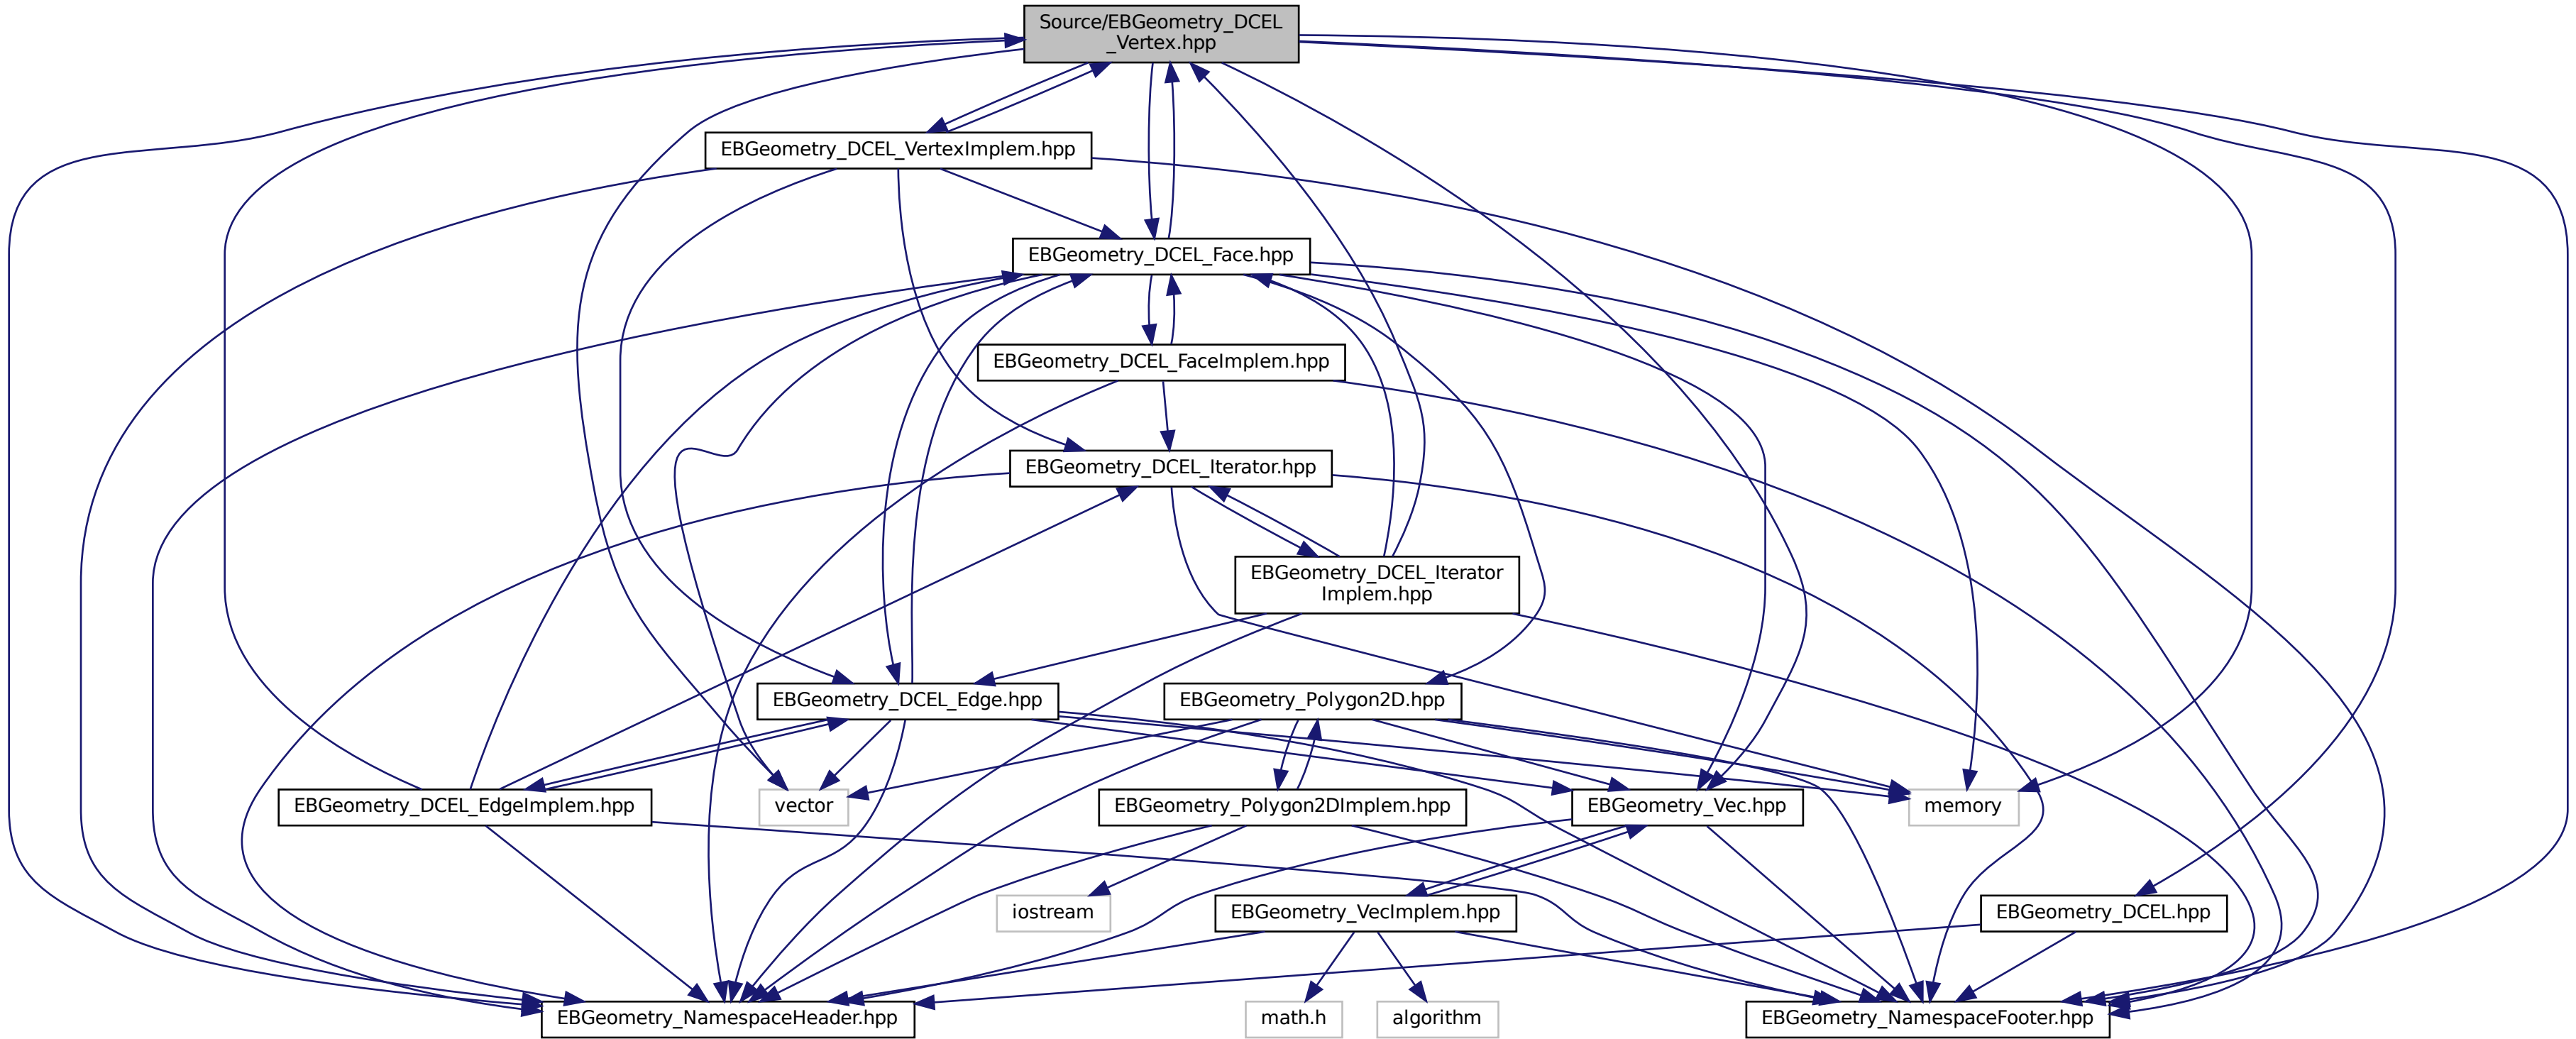 Source/EBGeometry_DCEL
_Vertex.hpp
EBGeometry_DCEL_VertexImplem.hpp
EBGeometry_DCEL_Face.hpp
EBGeometry_DCEL_FaceImplem.hpp
EBGeometry_DCEL_Iterator.hpp
EBGeometry_DCEL_Iterator
Implem.hpp
EBGeometry_DCEL_Edge.hpp
EBGeometry_Polygon2D.hpp
EBGeometry_DCEL_EdgeImplem.hpp
vector
EBGeometry_Polygon2DImplem.hpp
EBGeometry_Vec.hpp
memory
iostream
EBGeometry_VecImplem.hpp
EBGeometry_DCEL.hpp
EBGeometry_NamespaceHeader.hpp
math.h
algorithm
EBGeometry_NamespaceFooter.hpp